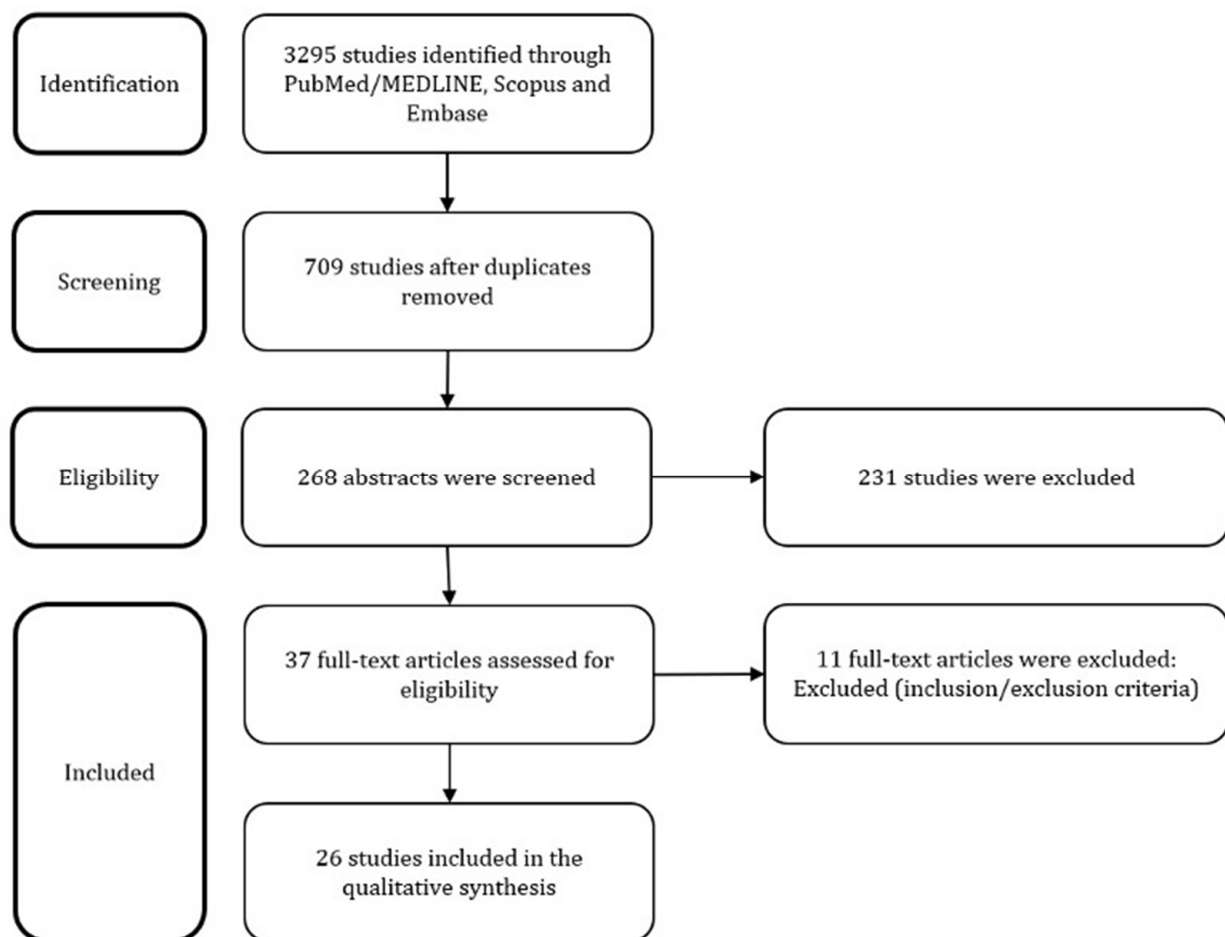 Identification
3295 studies identified through
PubMed/MEDLINE, Scopus and
Embase
Screening
709 studies after duplicates
removed
Eligibility
268 abstracts were screened
231 studies were excluded
Included
37 full-text articles assessed for
eligibility
11 full-text articles were excluded:
Excluded (inclusion/exclusion criteria)
26 studies included in the
qualitative synthesis